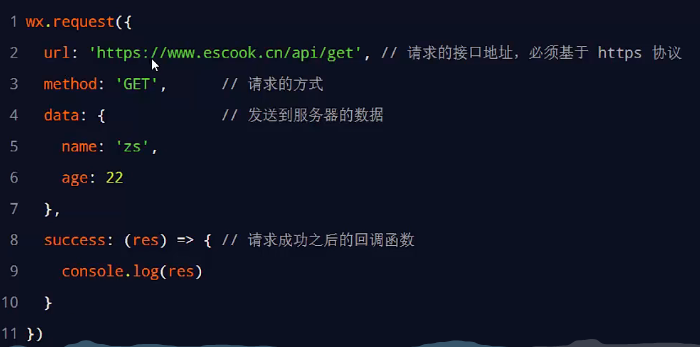 1 wx.request({
2 url: 'https://www.escook.cn/api/get', // 请求的接口地址，必须基于 https 协议
3 method: 'GET', // 请求的方式
4 data: { // 发送到服务器的数据
5 name: 'zs',
6 age: 22
7 },
8 success: (res) => { // 请求成功之后的回调函数
9 console.log(res)
10 }
11 })